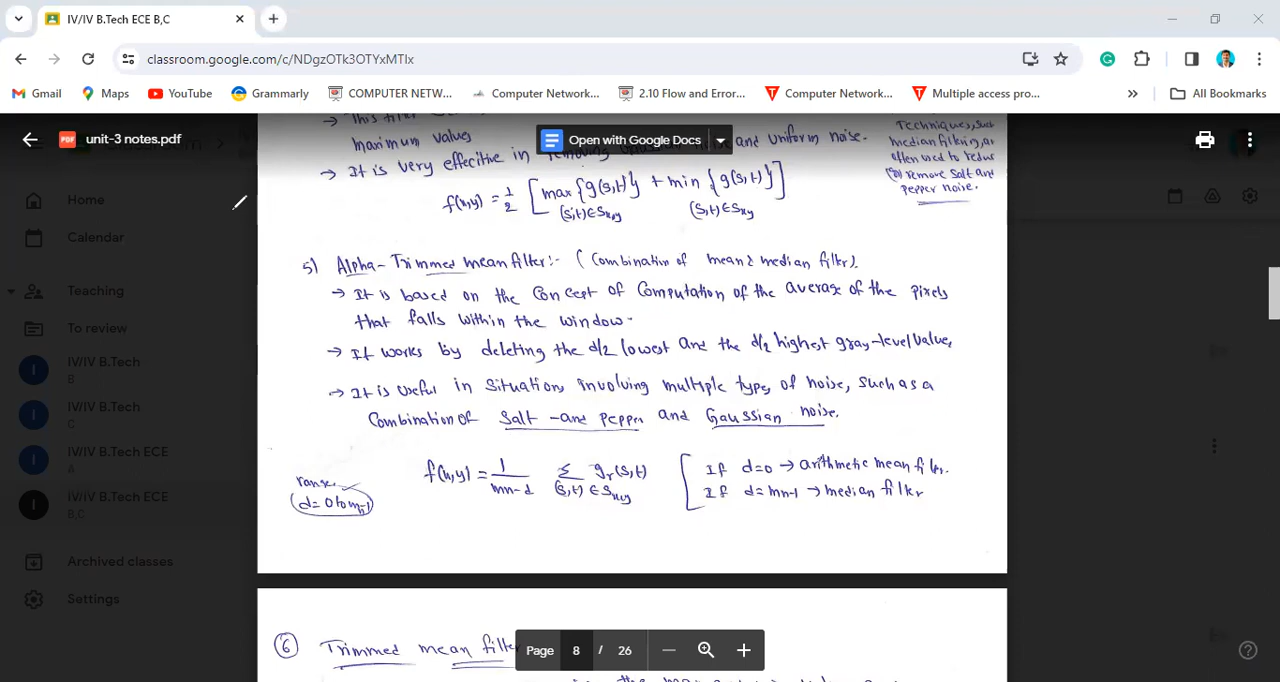 IV/IV B.Tech ECE B,C
classroom.google.com/c/NDgzOTk3OTYxMTIx
Gmail Maps YouTube Grammarly COMPUTER NETW... Computer Network... 2.10 Flow and Error... Computer Network... Multiple access pro... All Bookmarks
unit-3 notes.pdf
Open with Google Docs
→ This filter
maximum values
and uniform noise.
→ It is very effective in removing
f(x,y) = 1/2 [max{g(s,t)} + min{g(s,t)}]
(s,t)∈Sxy (s,t)∈Sxy
Techniques, such
median filtering, are
often used to reduce
(or) remove salt and
pepper noise.
Home
Calendar
Teaching
To review
IV/IV B.Tech
B
IV/IV B.Tech
C
IV/IV B.Tech ECE
A
IV/IV B.Tech ECE
B,C
Archived classes
Settings
5) Alpha-Trimmed mean filter:- (Combination of mean & median filter).
→ It is based on the concept of computation of the average of the pixels
that falls within the window.
→ It works by deleting the d/2 lowest and the d/2 highest gray-level values
→ It is useful in situations involving multiple types of noise, such as a
Combination of salt-and pepper and Gaussian noise.
f(x,y) = 1/mn-d Σ gr(s,t)
(s,t)∈Sxy
[If d=0 → arithmetic mean filter.
If d=mn-1 → median filter
range
(d=0 to mn-1)
6 Trimmed mean filter
Page 8 / 26